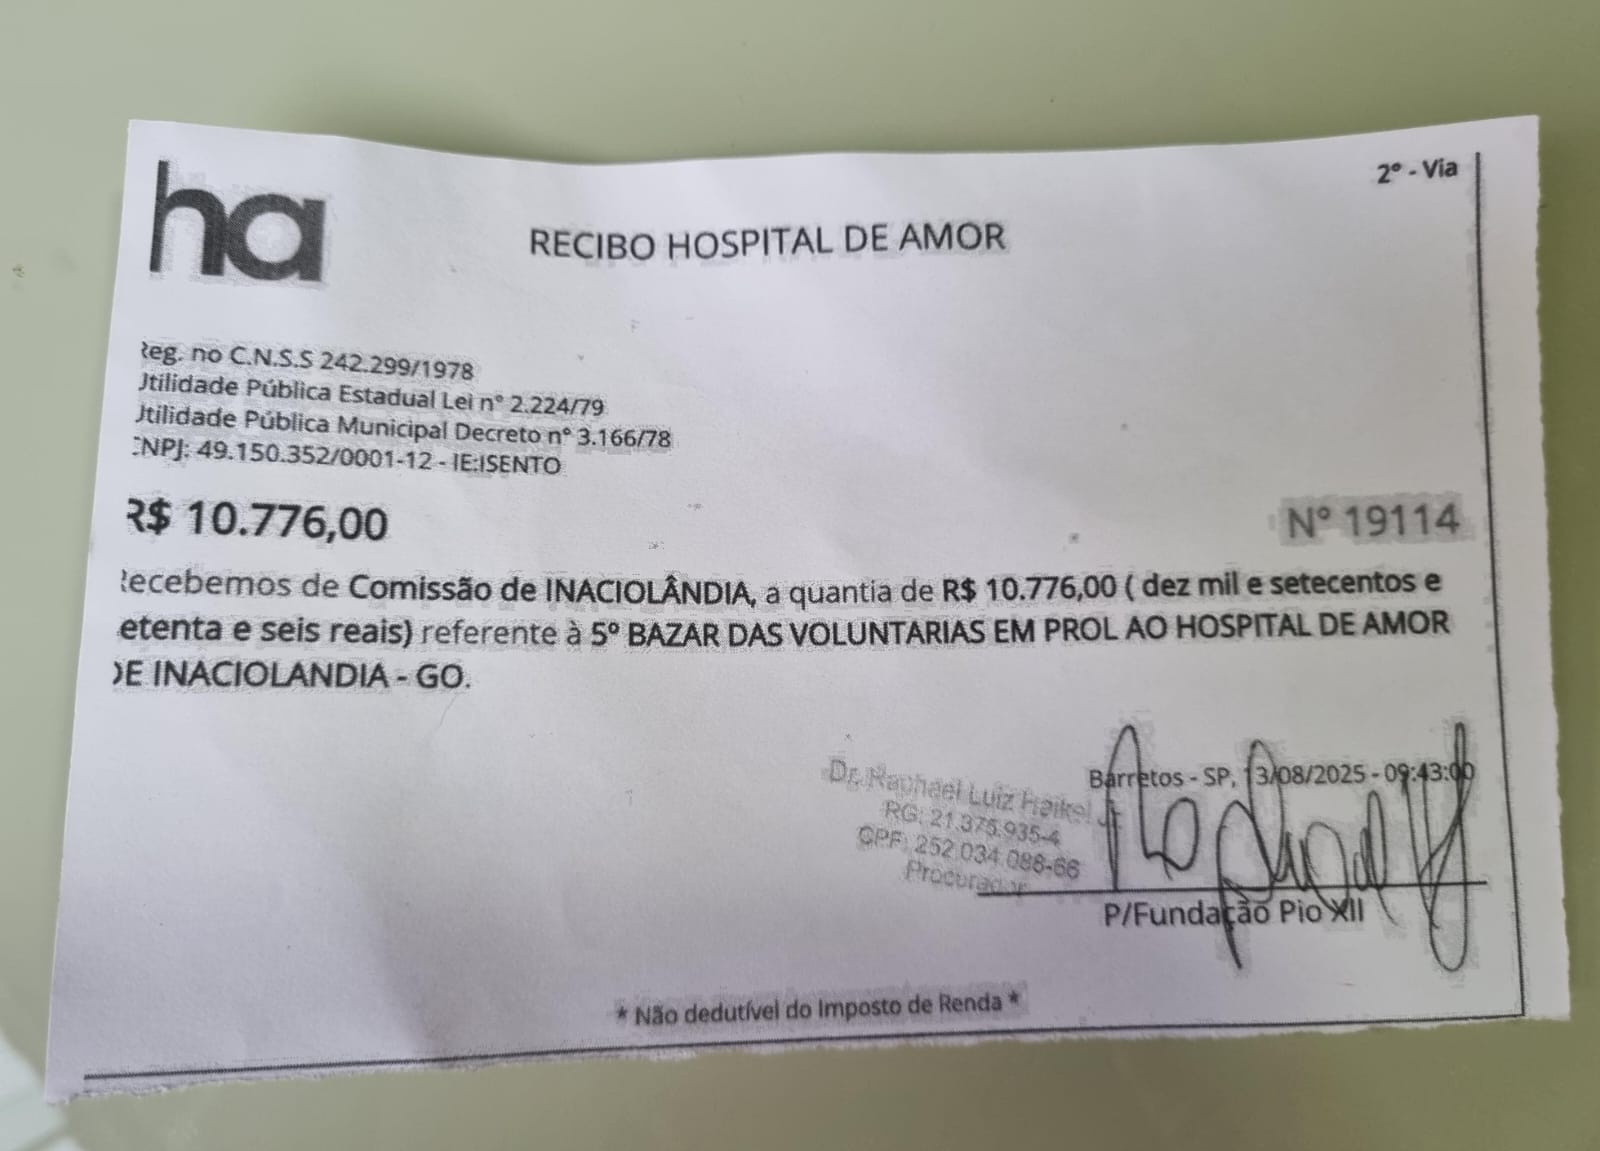 2º - Via
ha
RECIBO HOSPITAL DE AMOR
Reg. no C.N.S.S 242.299/1978
Utilidade Pública Estadual Lei nº 2.224/79
Utilidade Pública Municipal Decreto nº 3.166/78
CNPJ: 49.150.352/0001-12 - IE:ISENTO
R$ 10.776,00
Nº 19114
Recebemos de Comissão de INACIOLÂNDIA, a quantia de R$ 10.776,00 ( dez mil e setecentos e
etenta e seis reais) referente à 5º BAZAR DAS VOLUNTARIAS EM PROL AO HOSPITAL DE AMOR
DE INACIOLANDIA - GO.
Barretos - SP, 13/08/2025 - 09:43:00
Dr. Raphael Luiz Haikel Jr.
RG: 21.375.935-4
CPF: 252.034.088-66
Procurador
P/Fundação Pio XII
* Não dedutível do Imposto de Renda *